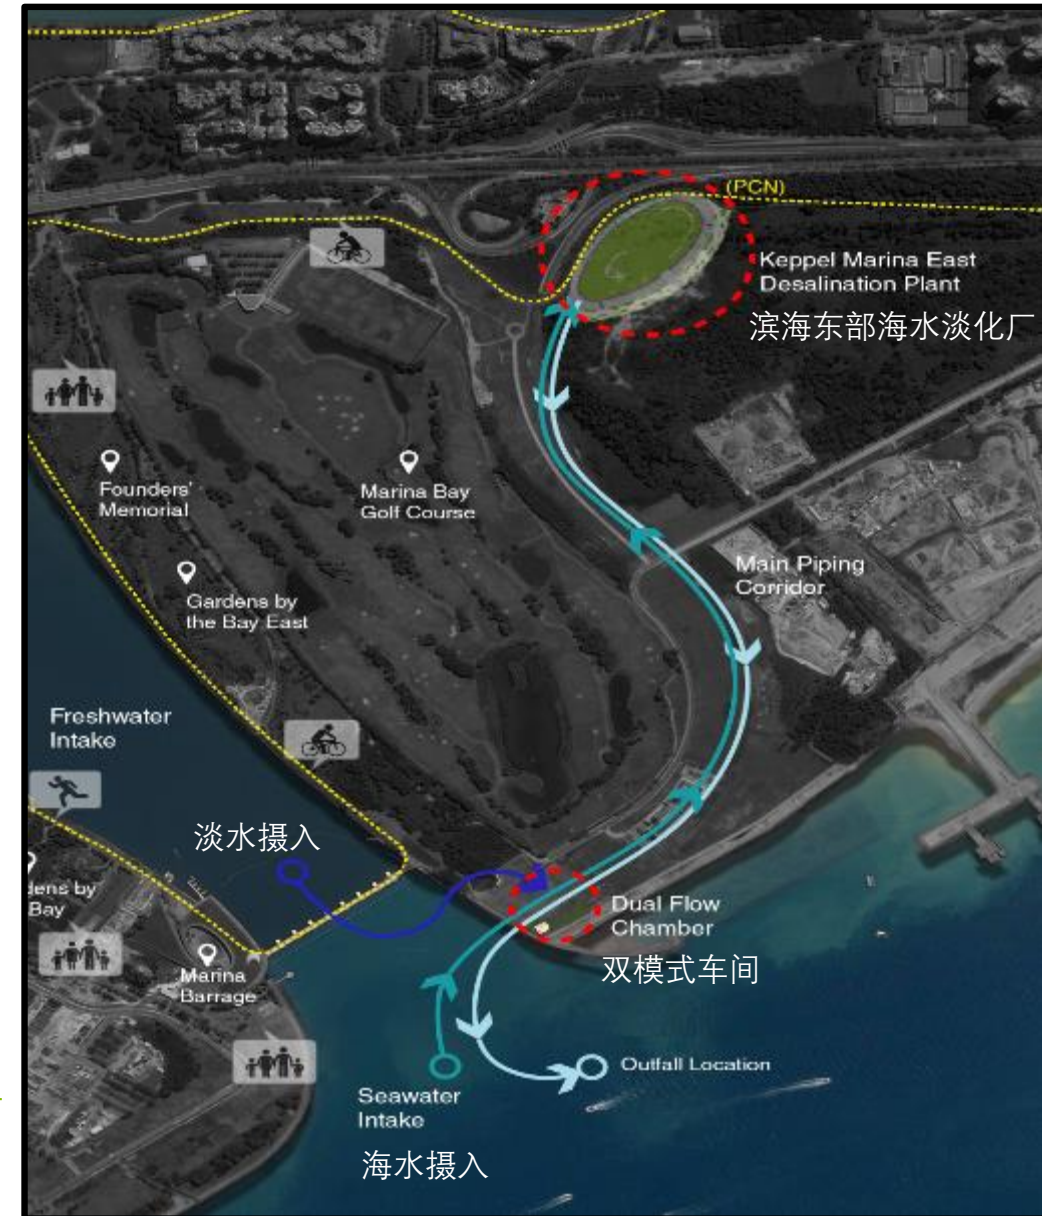 (PCN)
Keppel Marina East
Desalination Plant
滨海东部海水淡化厂
Founders'
Memorial
Marina Bay
Golf Course
Main Piping
Corridor
Gardens by
the Bay East
Freshwater
Intake
淡水摄入
dens by
Bay
Dual Flow
Chamber
双模式车间
Marina
Barrage
Outfall Location
Seawater
Intake
海水摄入